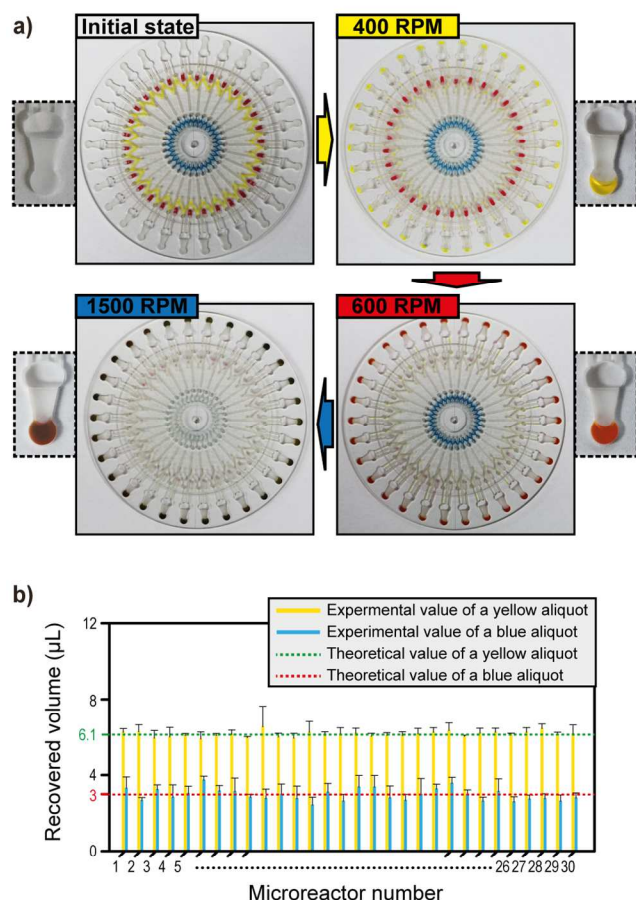 a)
Initial state
400 RPM
1500 RPM
600 RPM
b)
Recovered volume (µL)
12
8
6.1
4
3
0
Expermental value of a yellow aliquot
Experimental value of a blue aliquot
Theoretical value of a yellow aliquot
Theoretical value of a blue aliquot
1 2 3 4 5 26 27 28 29 30
Microreactor number